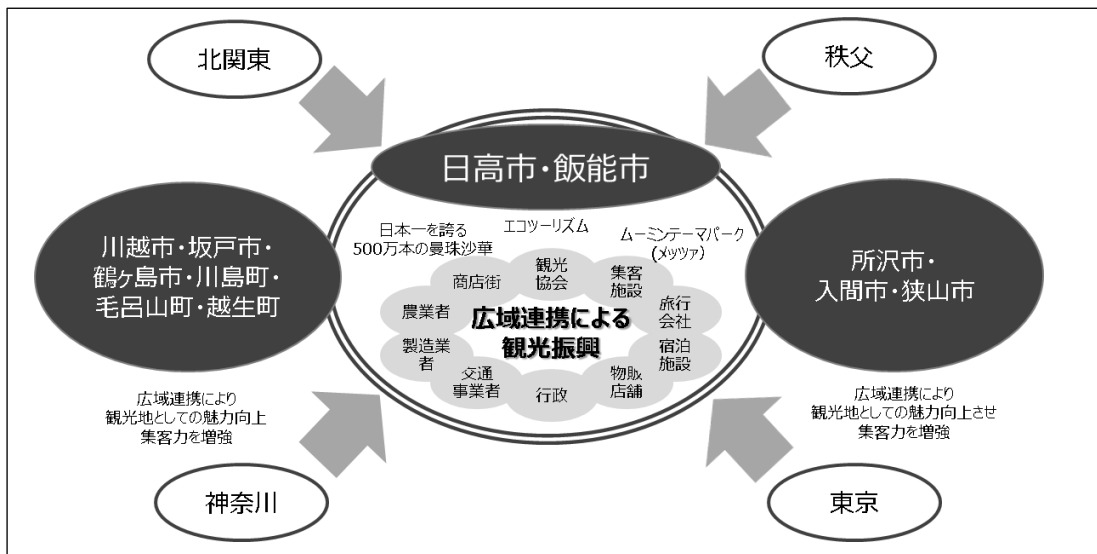 北関東
秩父
日高市・飯能市
川越市・坂戸市・
鶴ヶ島市・川島町・
毛呂山町・越生町
所沢市・
入間市・狭山市
日本一を誇る
500万本の曼珠沙華
エコツーリズム
ムーミンテーマパーク
(メッツァ)
商店街
観光
協会
集客
施設
農業者
旅行
会社
広域連携による
観光振興
製造業
者
宿泊
施設
交通
事業者
行政
物販
店舗
広域連携により
観光地としての魅力向上
集客力を増強
広域連携により
観光地としての魅力向上させ
集客力を増強
神奈川
東京